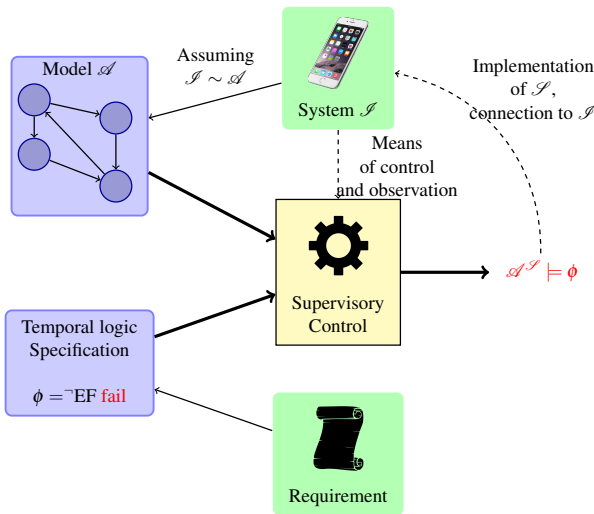 Model 𝒜
Assuming
ℐ ∼ 𝒜
System ℐ
Implementation
of 𝒮,
connection to ℐ
Means
of control
and observation
Supervisory
Control
𝒜^𝒮 ⊨ ϕ
Temporal logic
Specification
ϕ =¬EF fail
Requirement